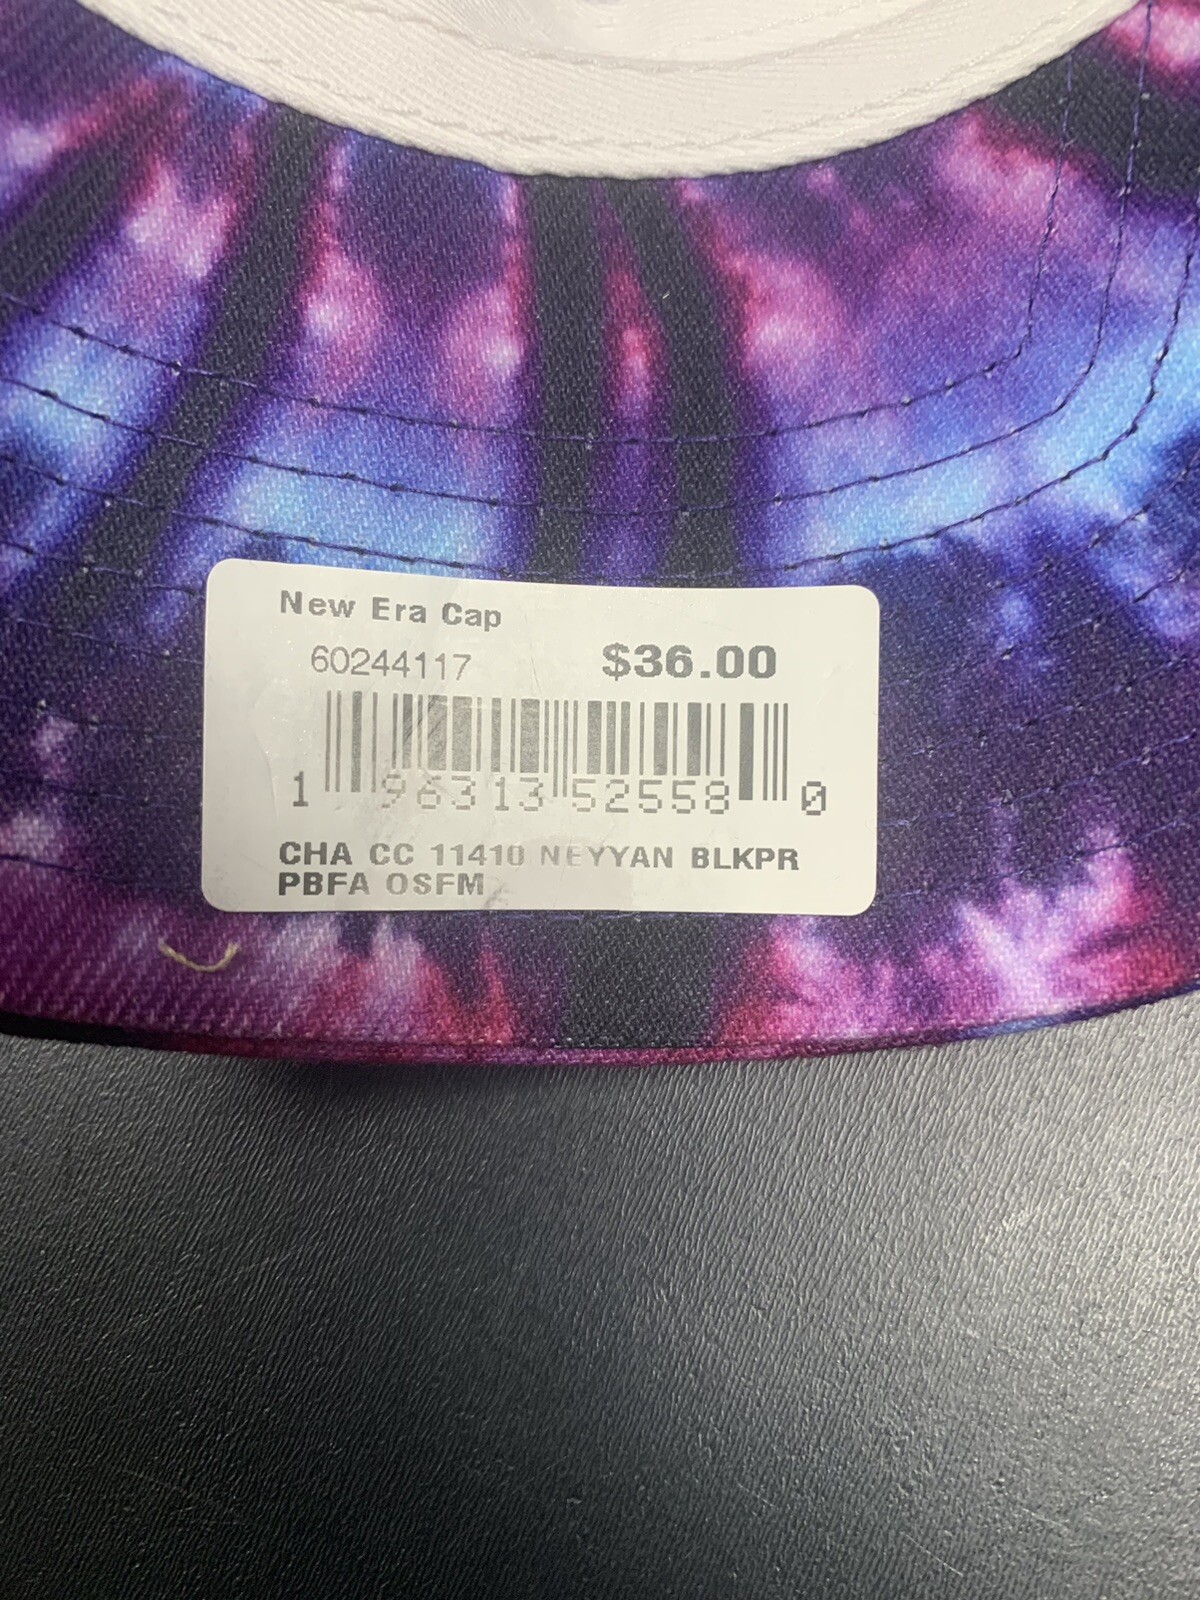 New Era Cap
60244117 $36.00
1 96313 52558 0
CHA CC 11410 NEYYAN BLKPR
PBFA OSFM